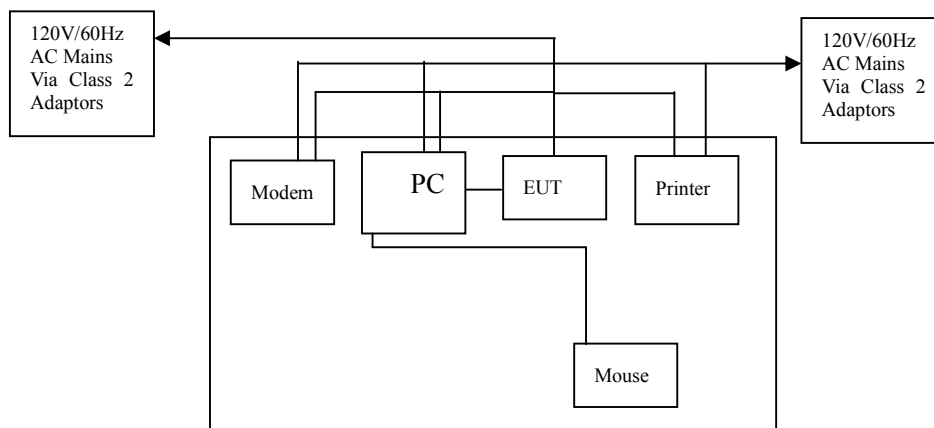 120V/60Hz
AC Mains
Via Class 2
Adaptors
120V/60Hz
AC Mains
Via Class 2
Adaptors
Modem
PC
EUT
Printer
Mouse